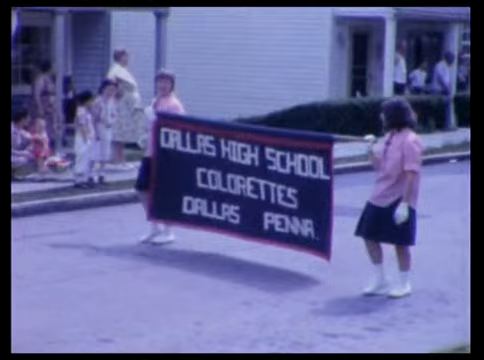 DALLAS HIGH SCHOOL
COLORETTES
DALLAS PENNA.